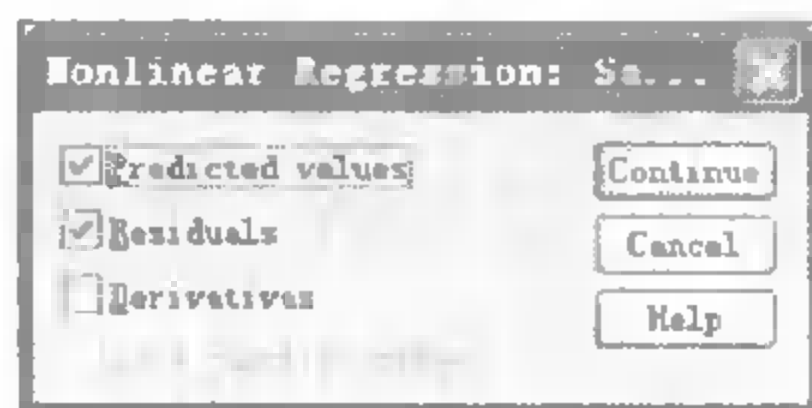 Nonlinear Regression: Sa...
Predicted values
Residuals
Derivatives
Continue
Cancel
Help